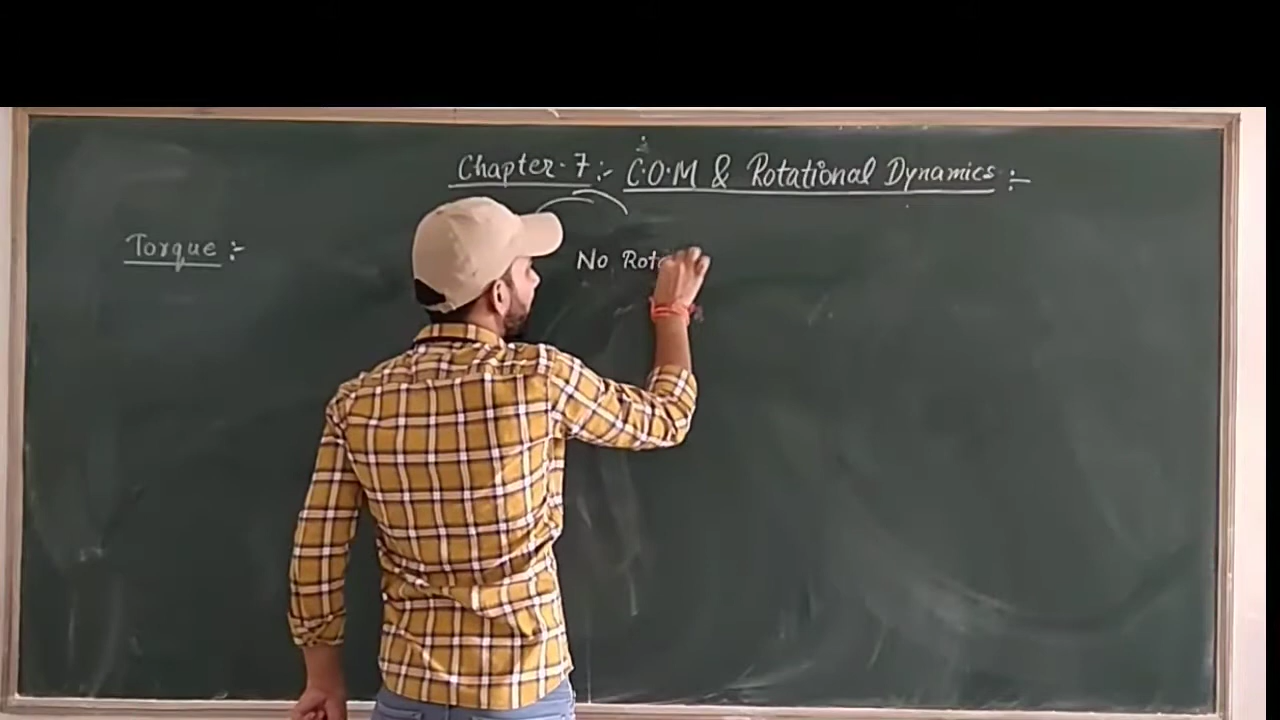 Chapter-7:- C.O.M & Rotational Dynamics:-
Torque:-
No Rota